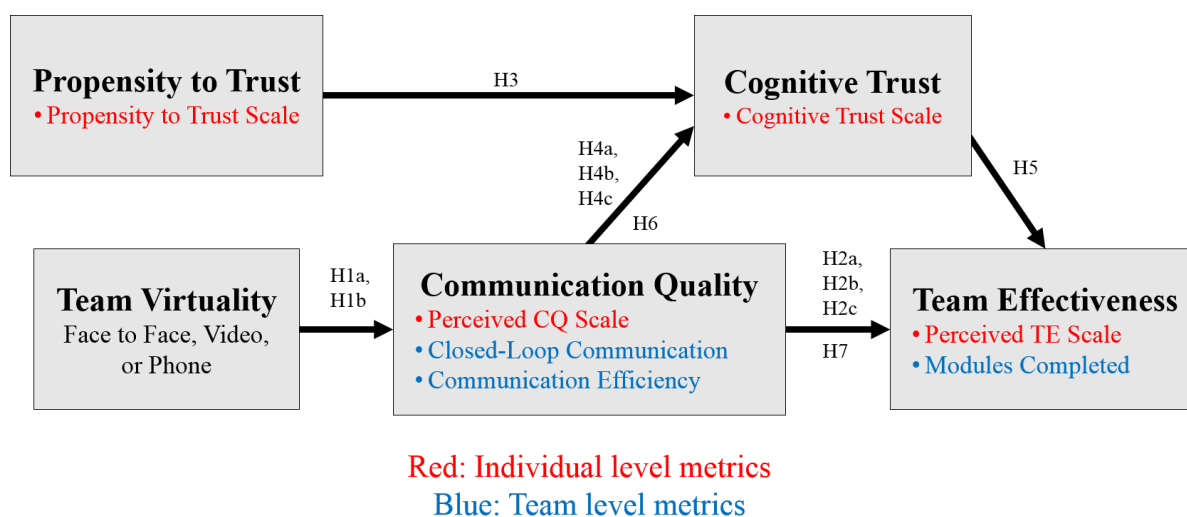 Propensity to Trust
• Propensity to Trust Scale
H3
Cognitive Trust
• Cognitive Trust Scale
H4a,
H4b,
H4c
H6
H5
Team Virtuality
Face to Face, Video,
or Phone
H1a,
H1b
Communication Quality
• Perceived CQ Scale
• Closed-Loop Communication
• Communication Efficiency
H2a,
H2b,
H2c
H7
Team Effectiveness
• Perceived TE Scale
• Modules Completed
Red: Individual level metrics
Blue: Team level metrics